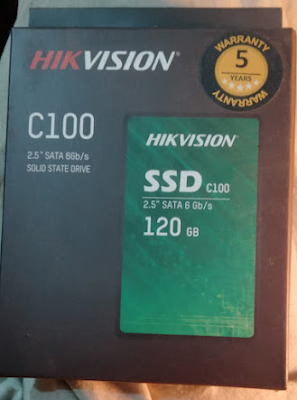 HIKVISION
WARRANTY
5
YEARS
WARRANTY
C100
2.5" SATA 6Gb/s
SOLID STATE DRIVE
HIKVISION
SSD C100
2.5" SATA 6 Gb/s
120 GB